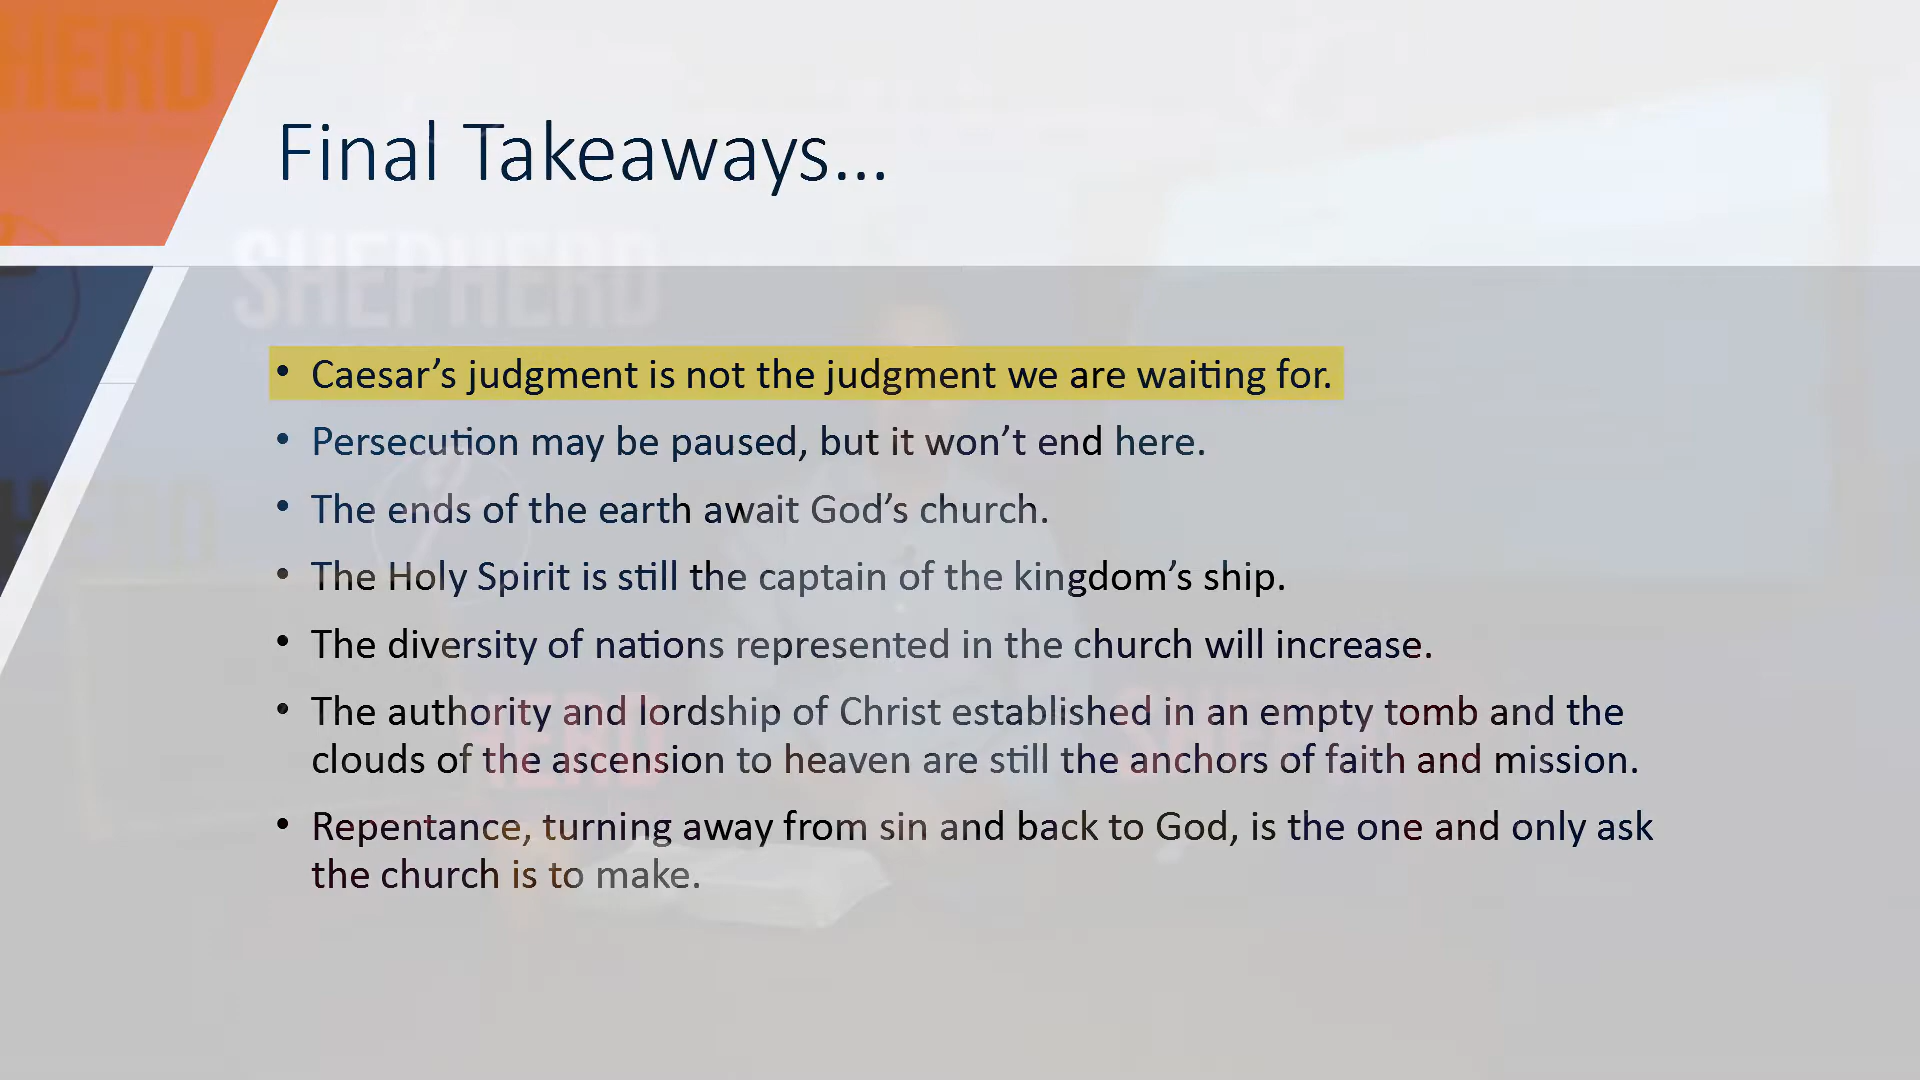 HERD
Final Takeaways...
SHEPHERD
• Caesar’s judgment is not the judgment we are waiting for.
• Persecution may be paused, but it won’t end here.
• The ends of the earth await God’s church.
• The Holy Spirit is still the captain of the kingdom’s ship.
• The diversity of nations represented in the church will increase.
• The authority and lordship of Christ established in an empty tomb and the
clouds of the ascension to heaven are still the anchors of faith and mission.
• Repentance, turning away from sin and back to God, is the one and only ask
the church is to make.
HERD
HERD